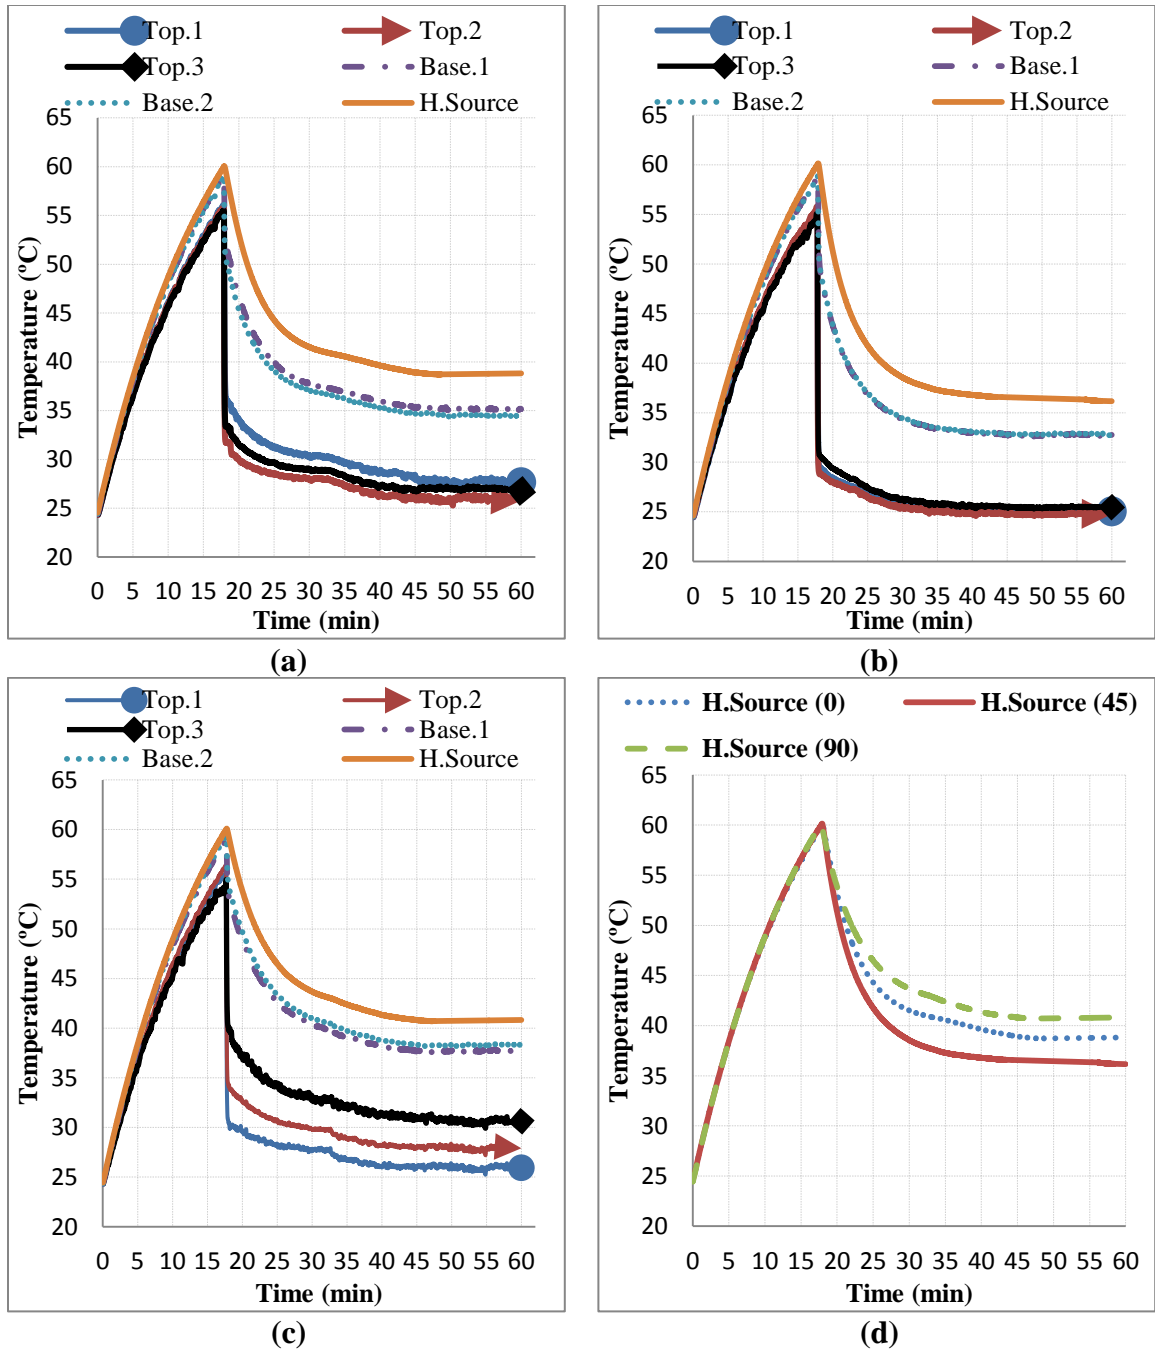 Top.1 Top.2
Top.3 Base.1
Base.2 H.Source
65
60
55
50
45
40
35
30
25
20
Temperature (ºC)
0 5 10 15 20 25 30 35 40 45 50 55 60
Time (min)
(a)
Top.1 Top.2
Top.3 Base.1
Base.2 H.Source
65
60
55
50
45
40
35
30
25
20
Temperature (ºC)
0 5 10 15 20 25 30 35 40 45 50 55 60
Time (min)
(b)
Top.1 Top.2
Top.3 Base.1
Base.2 H.Source
65
60
55
50
45
40
35
30
25
20
Temperature (ºC)
0 5 10 15 20 25 30 35 40 45 50 55 60
Time (min)
(c)
H.Source (0) H.Source (45)
H.Source (90)
65
60
55
50
45
40
35
30
25
20
Temperature (ºC)
0 5 10 15 20 25 30 35 40 45 50 55 60
Time (min)
(d)